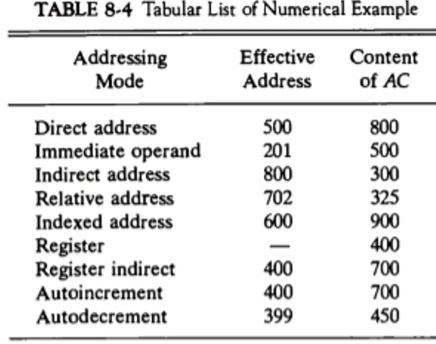 TABLE 8-4 Tabular List of Numerical Example
Addressing Mode Effective Address Content of AC
Direct address 500 800
Immediate operand 201 500
Indirect address 800 300
Relative address 702 325
Indexed address 600 900
Register — 400
Register indirect 400 700
Autoincrement 400 700
Autodecrement 399 450